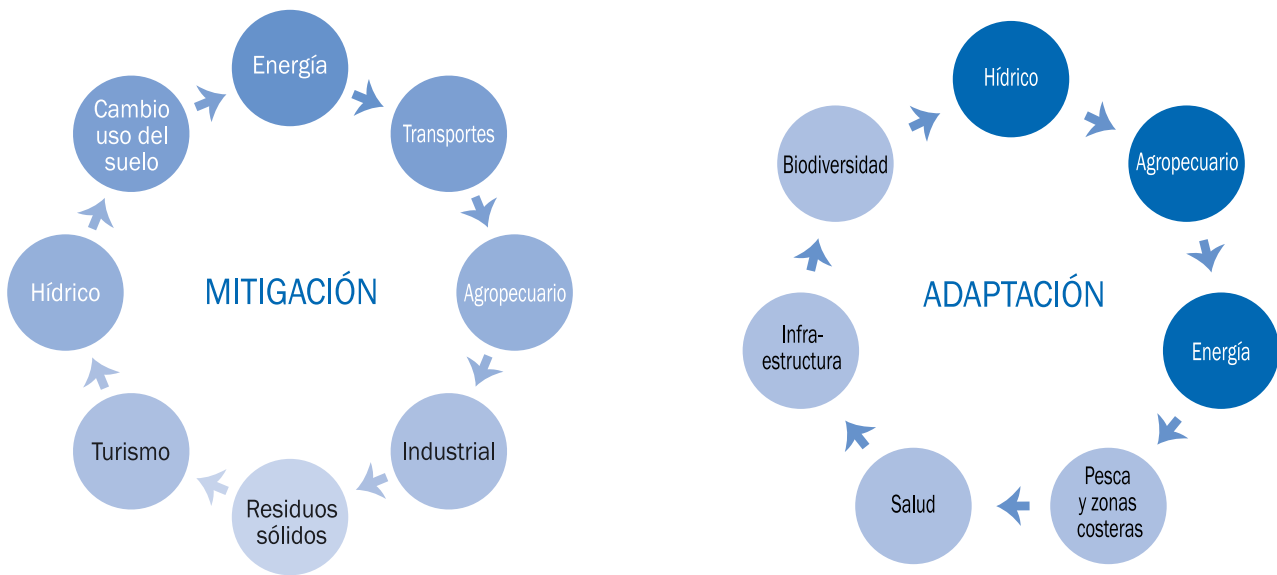 Energía
Transportes
Agropecuario
Industrial
Residuos
sólidos
Turismo
Hídrico
Cambio
uso del
suelo
MITIGACIÓN
Hídrico
Agropecuario
Energía
Pesca
y zonas
costeras
Salud
Infra-
estructura
Biodiversidad
ADAPTACIÓN